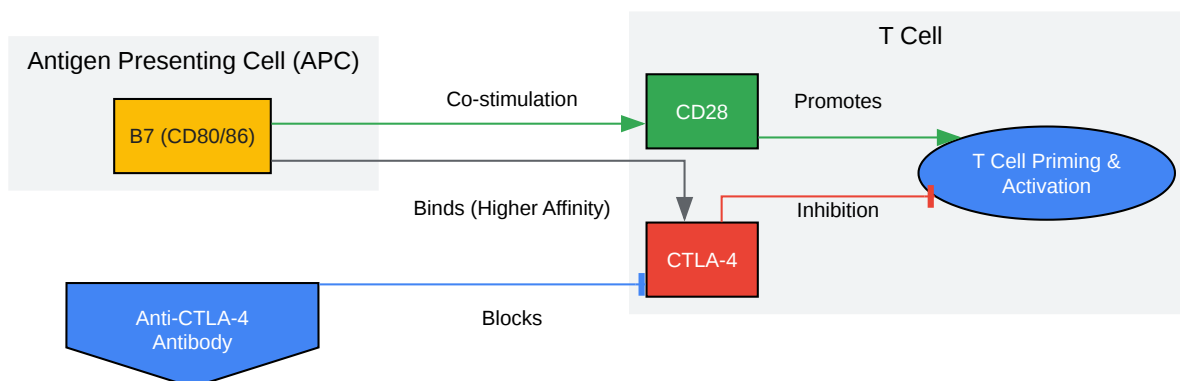 T Cell
Antigen Presenting Cell (APC)
B7 (CD80/86)
Co-stimulation
CD28
Promotes
T Cell Priming &
Activation
Binds (Higher Affinity)
Inhibition
CTLA-4
Anti-CTLA-4
Antibody
Blocks